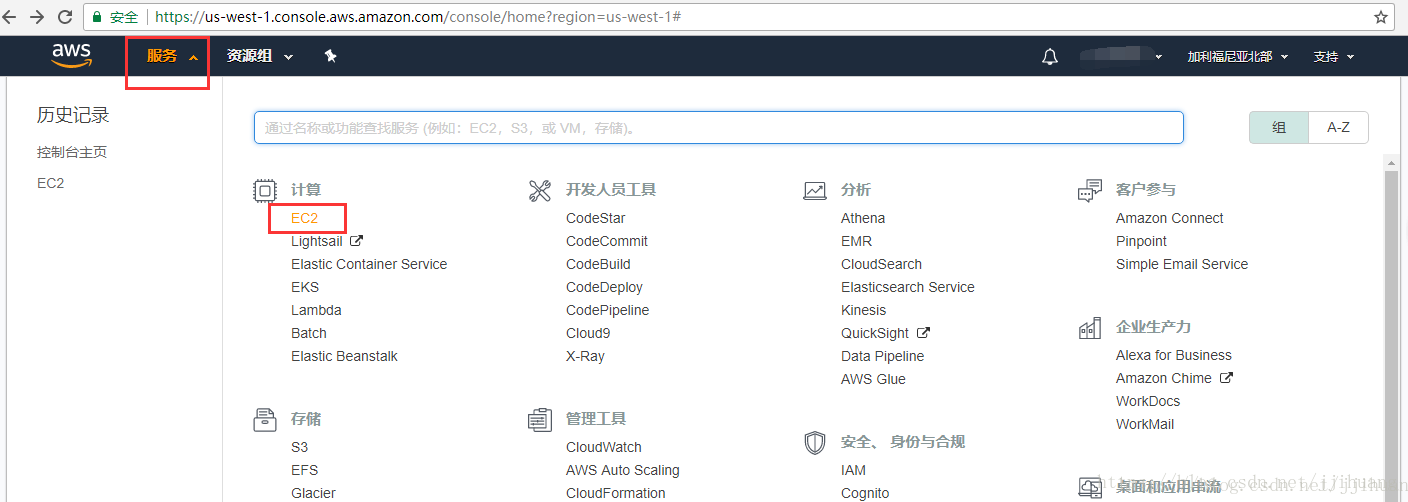 安全 https://us-west-1.console.aws.amazon.com/console/home?region=us-west-1#
aws 服务 资源组 加利福尼亚北部 支持
历史记录
控制台主页
EC2
通过名称或功能查找服务 (例如：EC2，S3，或 VM，存储)。
组 A-Z
计算
EC2
Lightsail
Elastic Container Service
EKS
Lambda
Batch
Elastic Beanstalk
存储
S3
EFS
Glacier
开发人员工具
CodeStar
CodeCommit
CodeBuild
CodeDeploy
CodePipeline
Cloud9
X-Ray
管理工具
CloudWatch
AWS Auto Scaling
CloudFormation
分析
Athena
EMR
CloudSearch
Elasticsearch Service
Kinesis
QuickSight
Data Pipeline
AWS Glue
安全、 身份与合规
IAM
Cognito
客户参与
Amazon Connect
Pinpoint
Simple Email Service
企业生产力
Alexa for Business
Amazon Chime
WorkDocs
WorkMail
桌面和应用串流